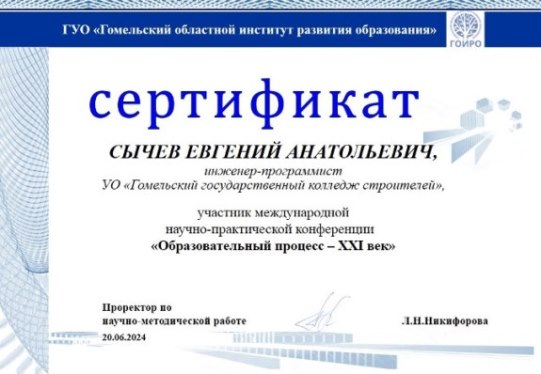 ГУО «Гомельский областной институт развития образования»
ГОИРО
сертификат
СЫЧЕВ ЕВГЕНИЙ АНАТОЛЬЕВИЧ,
инженер-программист
УО «Гомельский государственный колледж строителей»,
участник международной
научно-практической конференции
«Образовательный процесс – XXI век»
Проректор по
научно-методической работе
Л.Н.Никифорова
20.06.2024